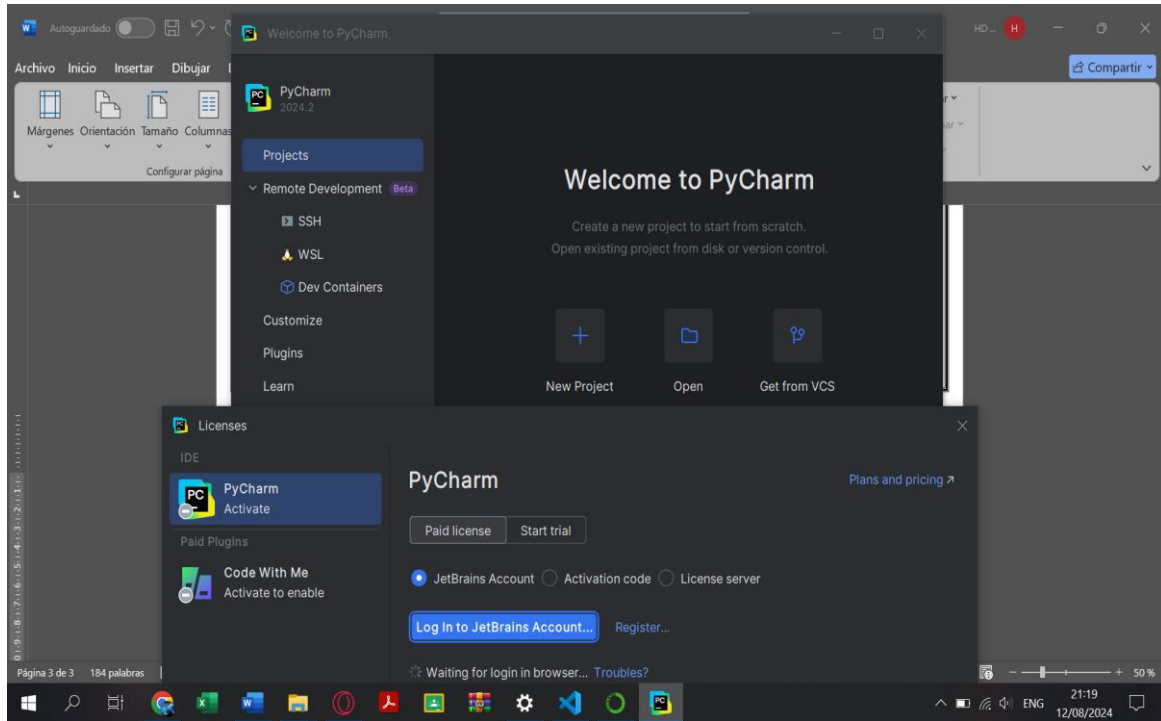 Autoguardado
Welcome to PyCharm
HD ...
H
Archivo Inicio Insertar Dibujar
Compartir
Márgenes Orientación Tamaño Columnas
Configurar página
PC
PyCharm
2024.2
Projects
Remote Development Beta
SSH
WSL
Dev Containers
Customize
Plugins
Learn
Welcome to PyCharm
Create a new project to start from scratch.
Open existing project from disk or version control.
New Project Open Get from VCS
Licenses
IDE
PC
PyCharm
Activate
Paid Plugins
Code With Me
Activate to enable
PyCharm
Plans and pricing
Paid license Start trial
JetBrains Account Activation code License server
Log In to JetBrains Account... Register...
Waiting for login in browser... Troubles?
Página 3 de 3 184 palabras
50 %
ENG
21:19
12/08/2024